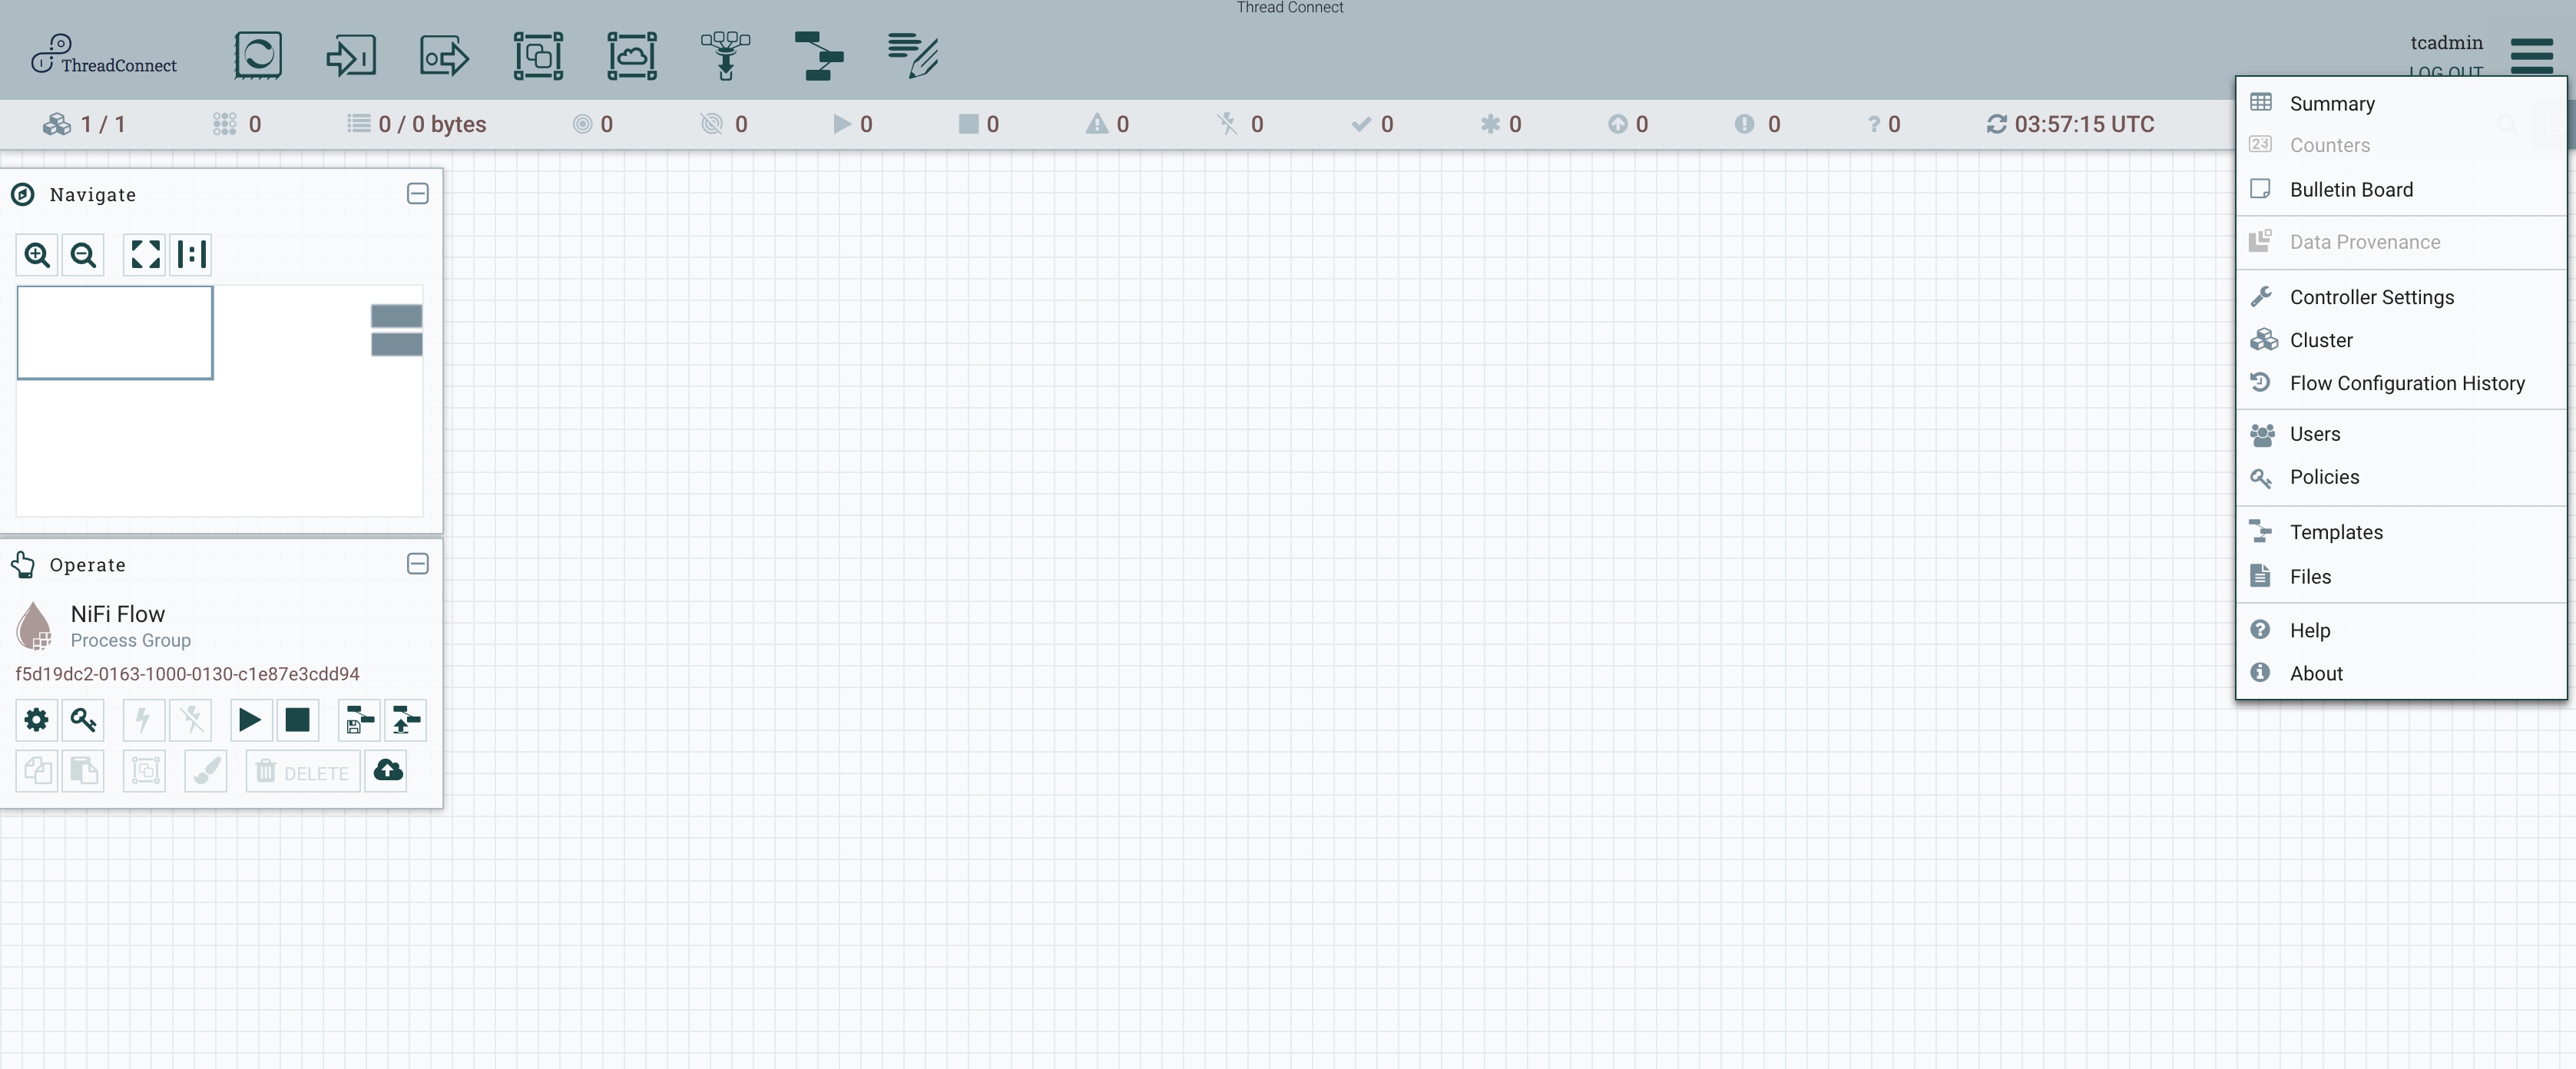 Thread Connect
ThreadConnect
tcadmin
LOG OUT
1 / 1
0
0 / 0 bytes
0
0
0
0
0
0
0
0
0
0
? 0
03:57:15 UTC
Navigate
Operate
NiFi Flow
Process Group
f5d19dc2-0163-1000-0130-c1e87e3cdd94
DELETE
Summary
23 Counters
Bulletin Board
Data Provenance
Controller Settings
Cluster
Flow Configuration History
Users
Policies
Templates
Files
Help
About